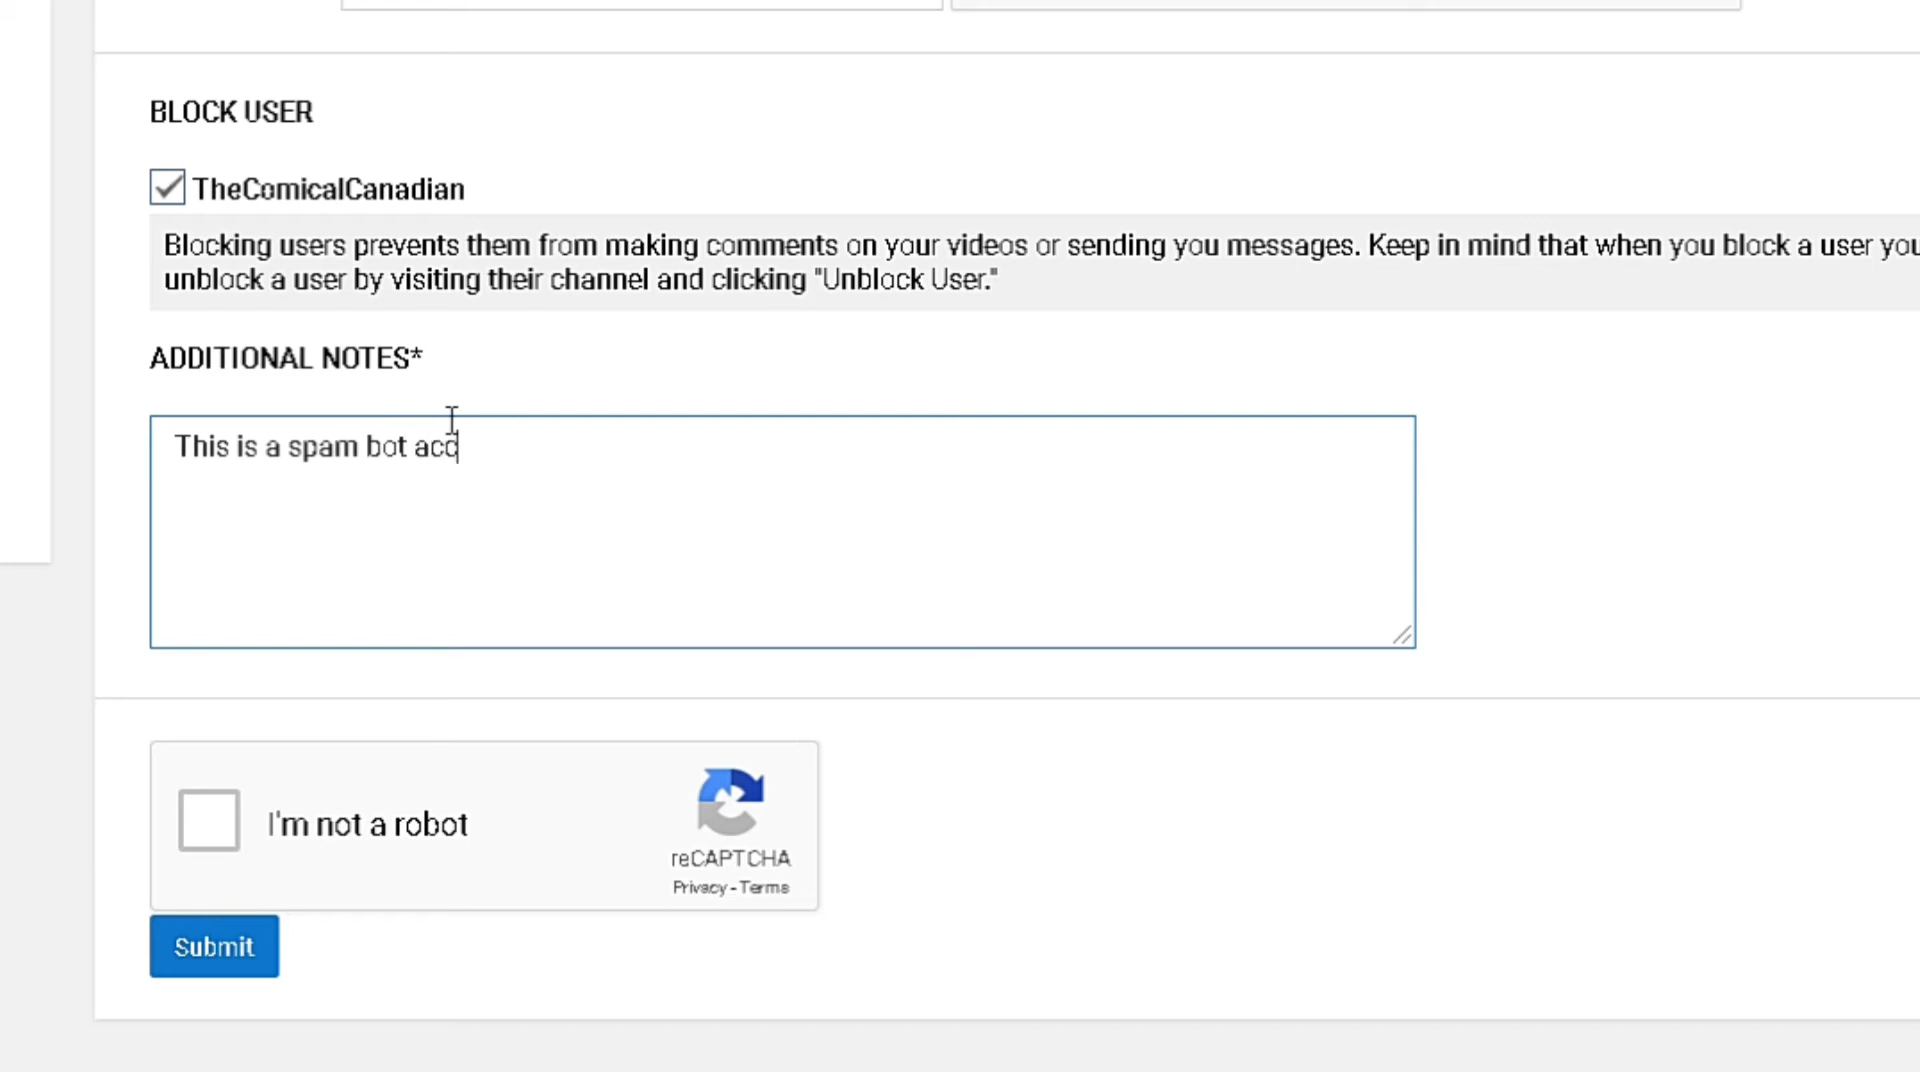 BLOCK USER
TheComicalCanadian
Blocking users prevents them from making comments on your videos or sending you messages. Keep in mind that when you block a user you
unblock a user by visiting their channel and clicking "Unblock User."
ADDITIONAL NOTES*
This is a spam bot acc
I'm not a robot
reCAPTCHA
Privacy - Terms
Submit